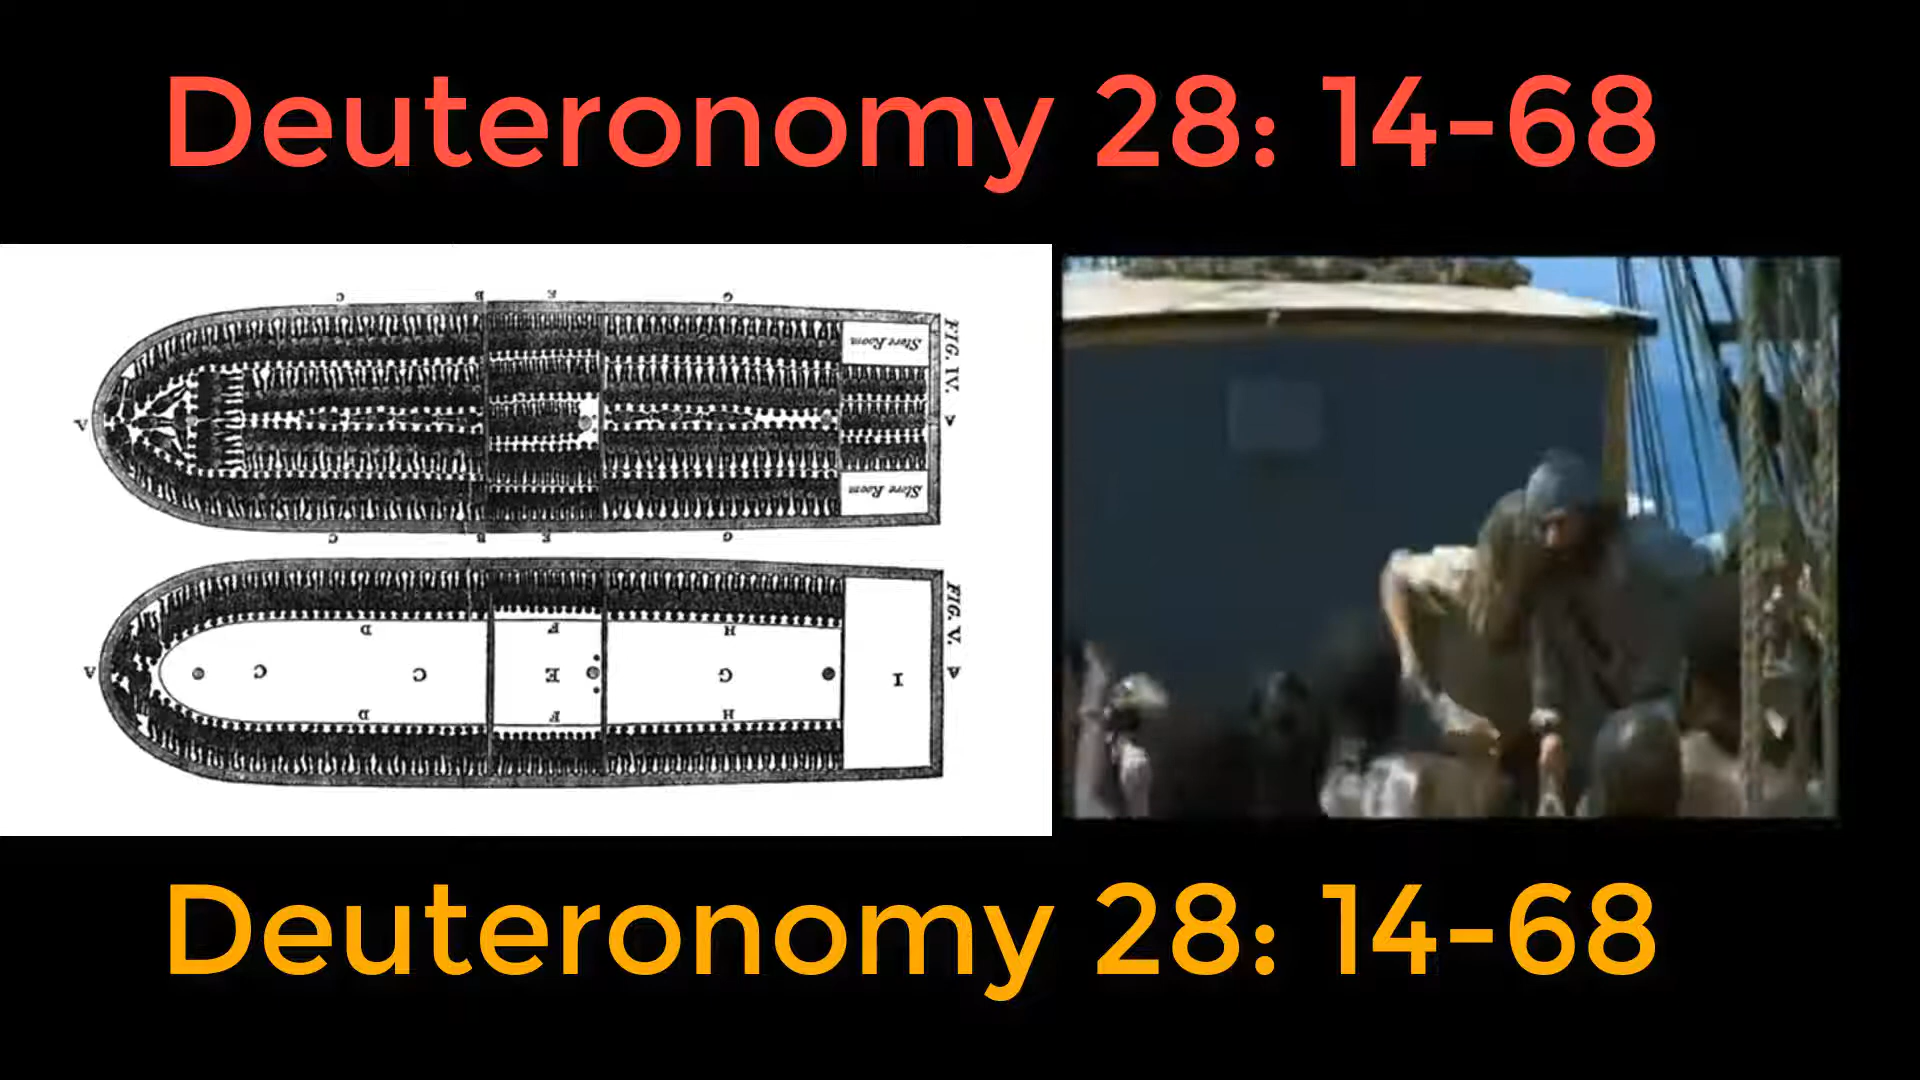 Deuteronomy 28: 14-68
C B E G
FIG. IV.
Store Room
A A
Store Room
C B E G
FIG. V.
D F H
A C C E G I A
D F H
Deuteronomy 28: 14-68